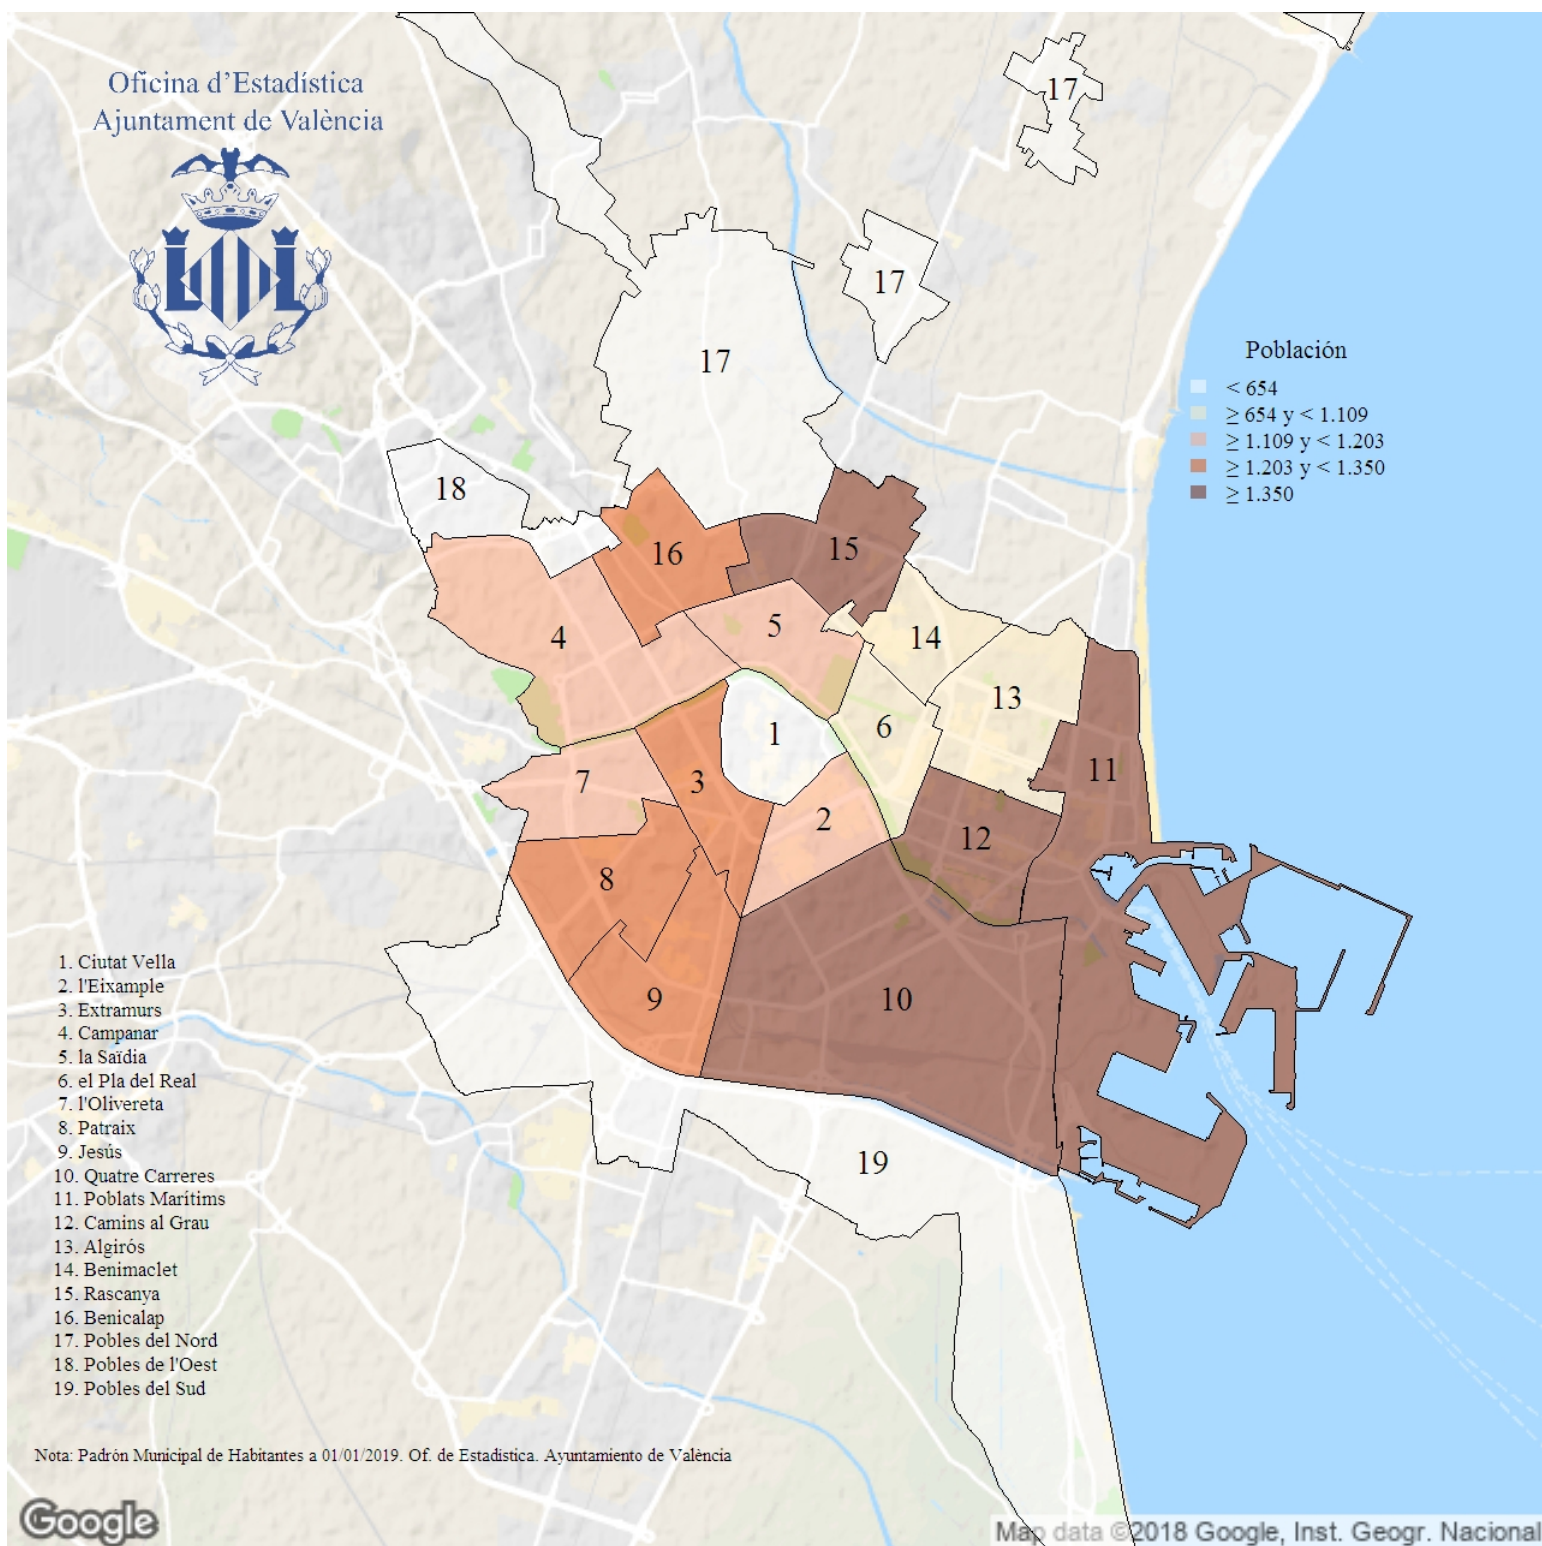 Oficina d'Estadística
Ajuntament de València
17
17
17
Población
< 654
≥ 654 y < 1.109
≥ 1.109 y < 1.203
≥ 1.203 y < 1.350
≥ 1.350
18
16
15
4
5
14
13
6
1
7
3
11
2
12
8
9
10
19
1. Ciutat Vella
2. l'Eixample
3. Extramurs
4. Campanar
5. la Saïdia
6. el Pla del Real
7. l'Olivereta
8. Patraix
9. Jesús
10. Quatre Carreres
11. Poblats Marítims
12. Camins al Grau
13. Algirós
14. Benimaclet
15. Rascanya
16. Benicalap
17. Pobles del Nord
18. Pobles de l'Oest
19. Pobles del Sud
Nota: Padrón Municipal de Habitantes a 01/01/2019. Of. de Estadística. Ayuntamiento de València
Google
Map data ©2018 Google, Inst. Geogr. Nacional